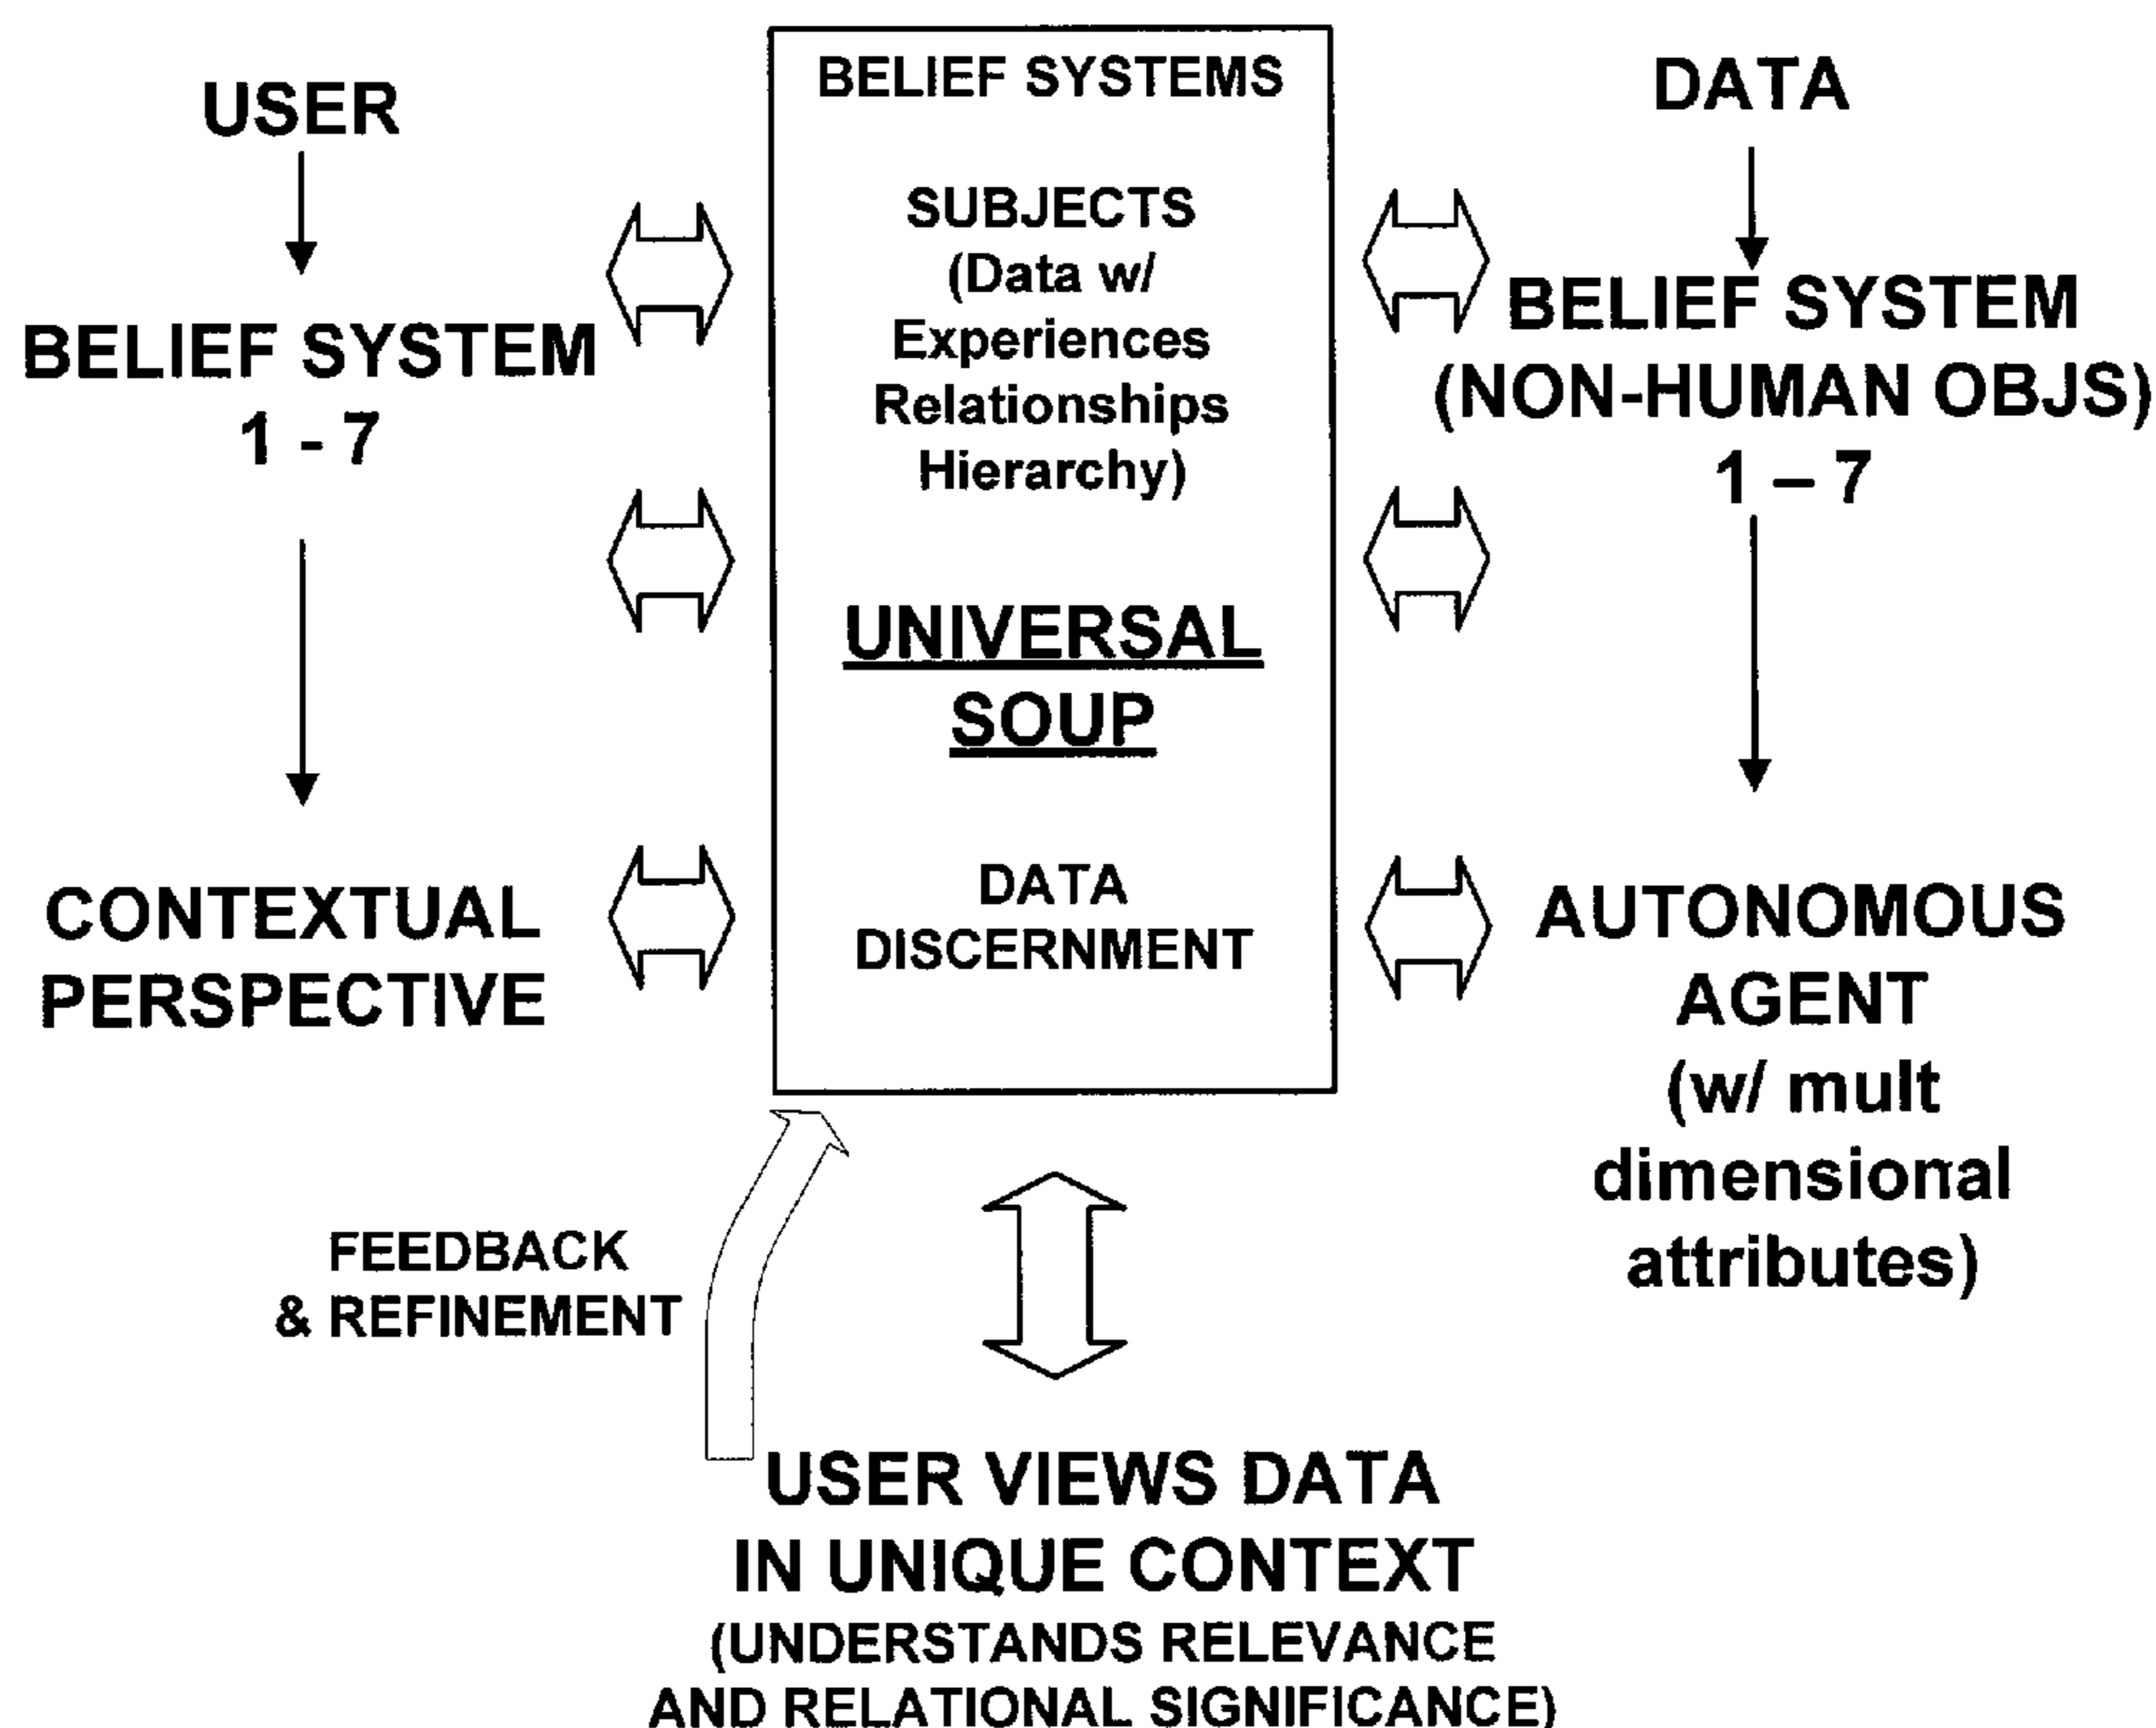 USER
BELIEF SYSTEM
1 - 7
CONTEXTUAL
PERSPECTIVE
BELIEF SYSTEMS
SUBJECTS
(Data w/
Experiences
Relationships
Hierarchy)
UNIVERSAL
SOUP
DATA
DISCERNMENT
DATA
BELIEF SYSTEM
(NON-HUMAN OBJS)
1 – 7
AUTONOMOUS
AGENT
(w/ mult
dimensional
attributes)
FEEDBACK
& REFINEMENT
USER VIEWS DATA
IN UNIQUE CONTEXT
(UNDERSTANDS RELEVANCE
AND RELATIONAL SIGNIFICANCE)